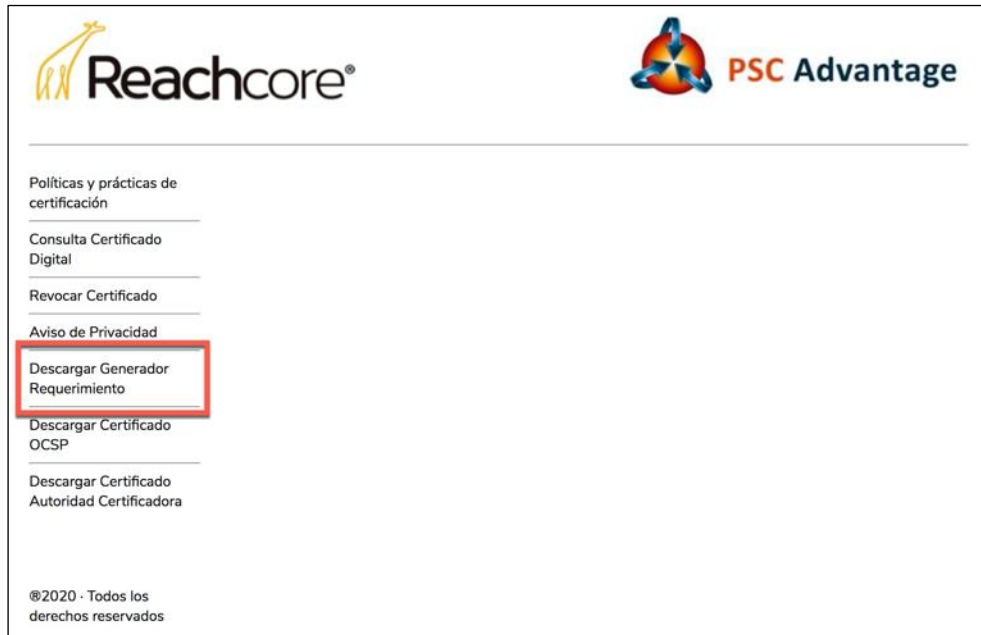 Reachcore®
PSC Advantage
Políticas y prácticas de
certificación
Consulta Certificado
Digital
Revocar Certificado
Aviso de Privacidad
Descargar Generador
Requerimiento
Descargar Certificado
OCSP
Descargar Certificado
Autoridad Certificadora
®2020 · Todos los
derechos reservados